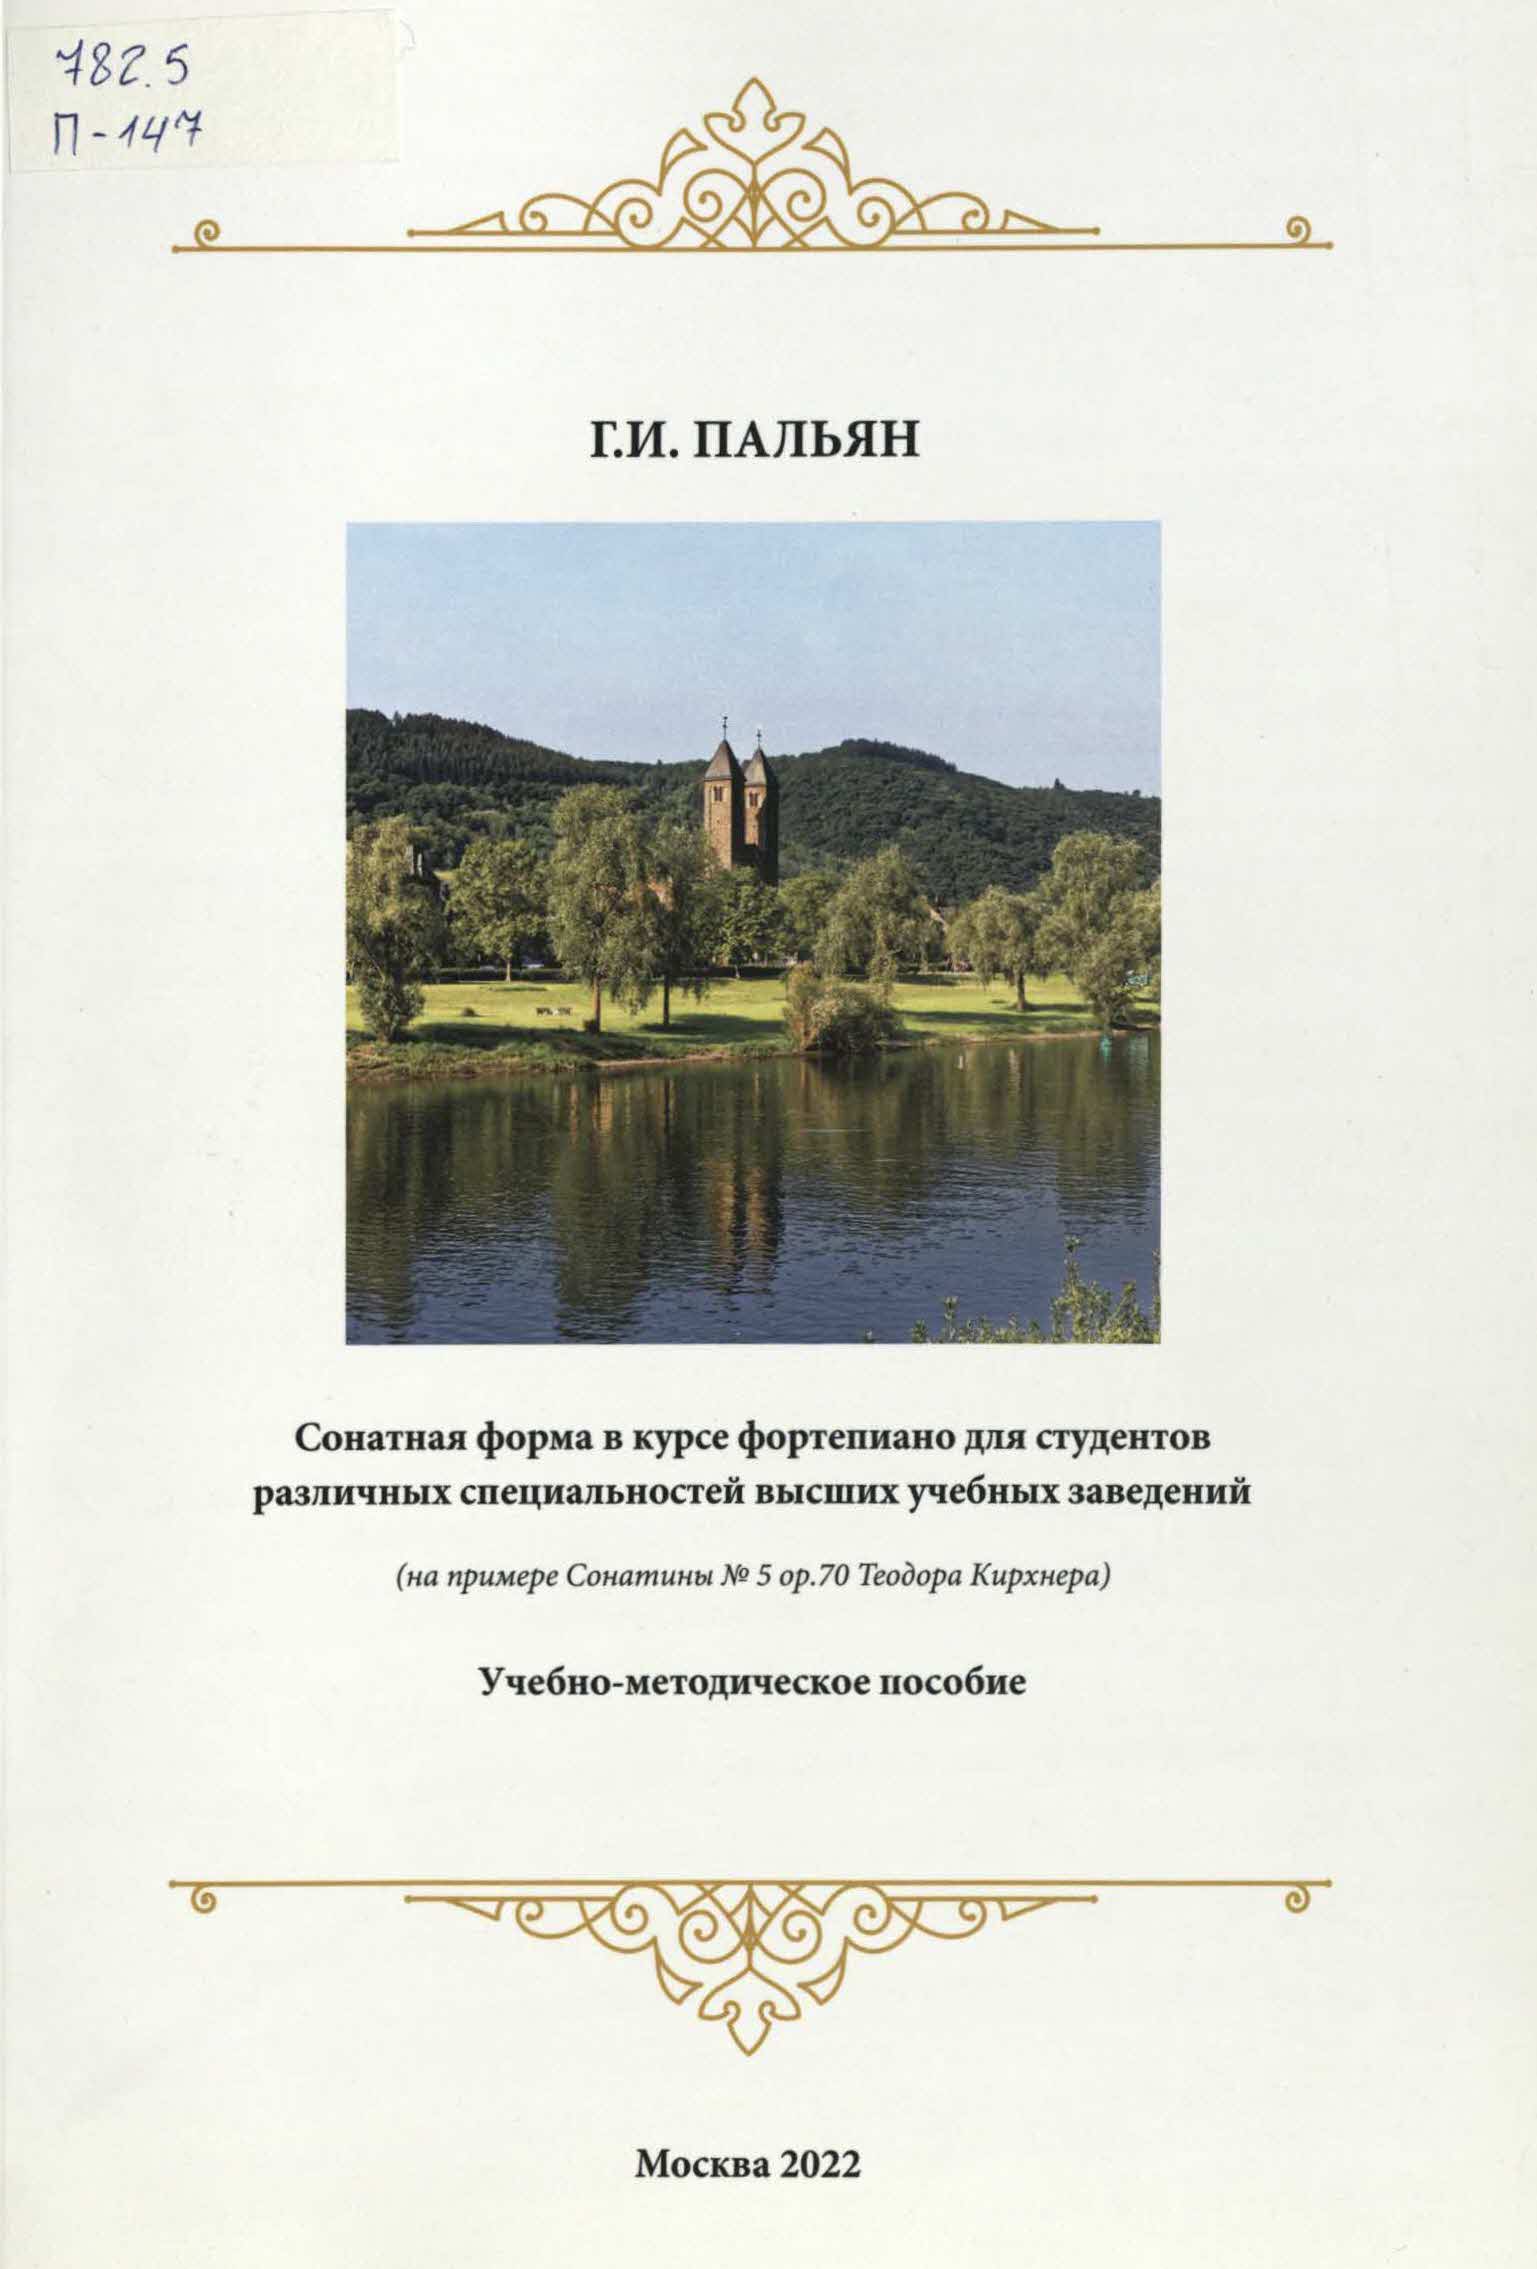 782.5
П-147
Г.И. ПАЛЬЯН
Сонатная форма в курсе фортепиано для студентов
различных специальностей высших учебных заведений
(на примере Сонатины № 5 op.70 Теодора Кирхнера)
Учебно-методическое пособие
Москва 2022